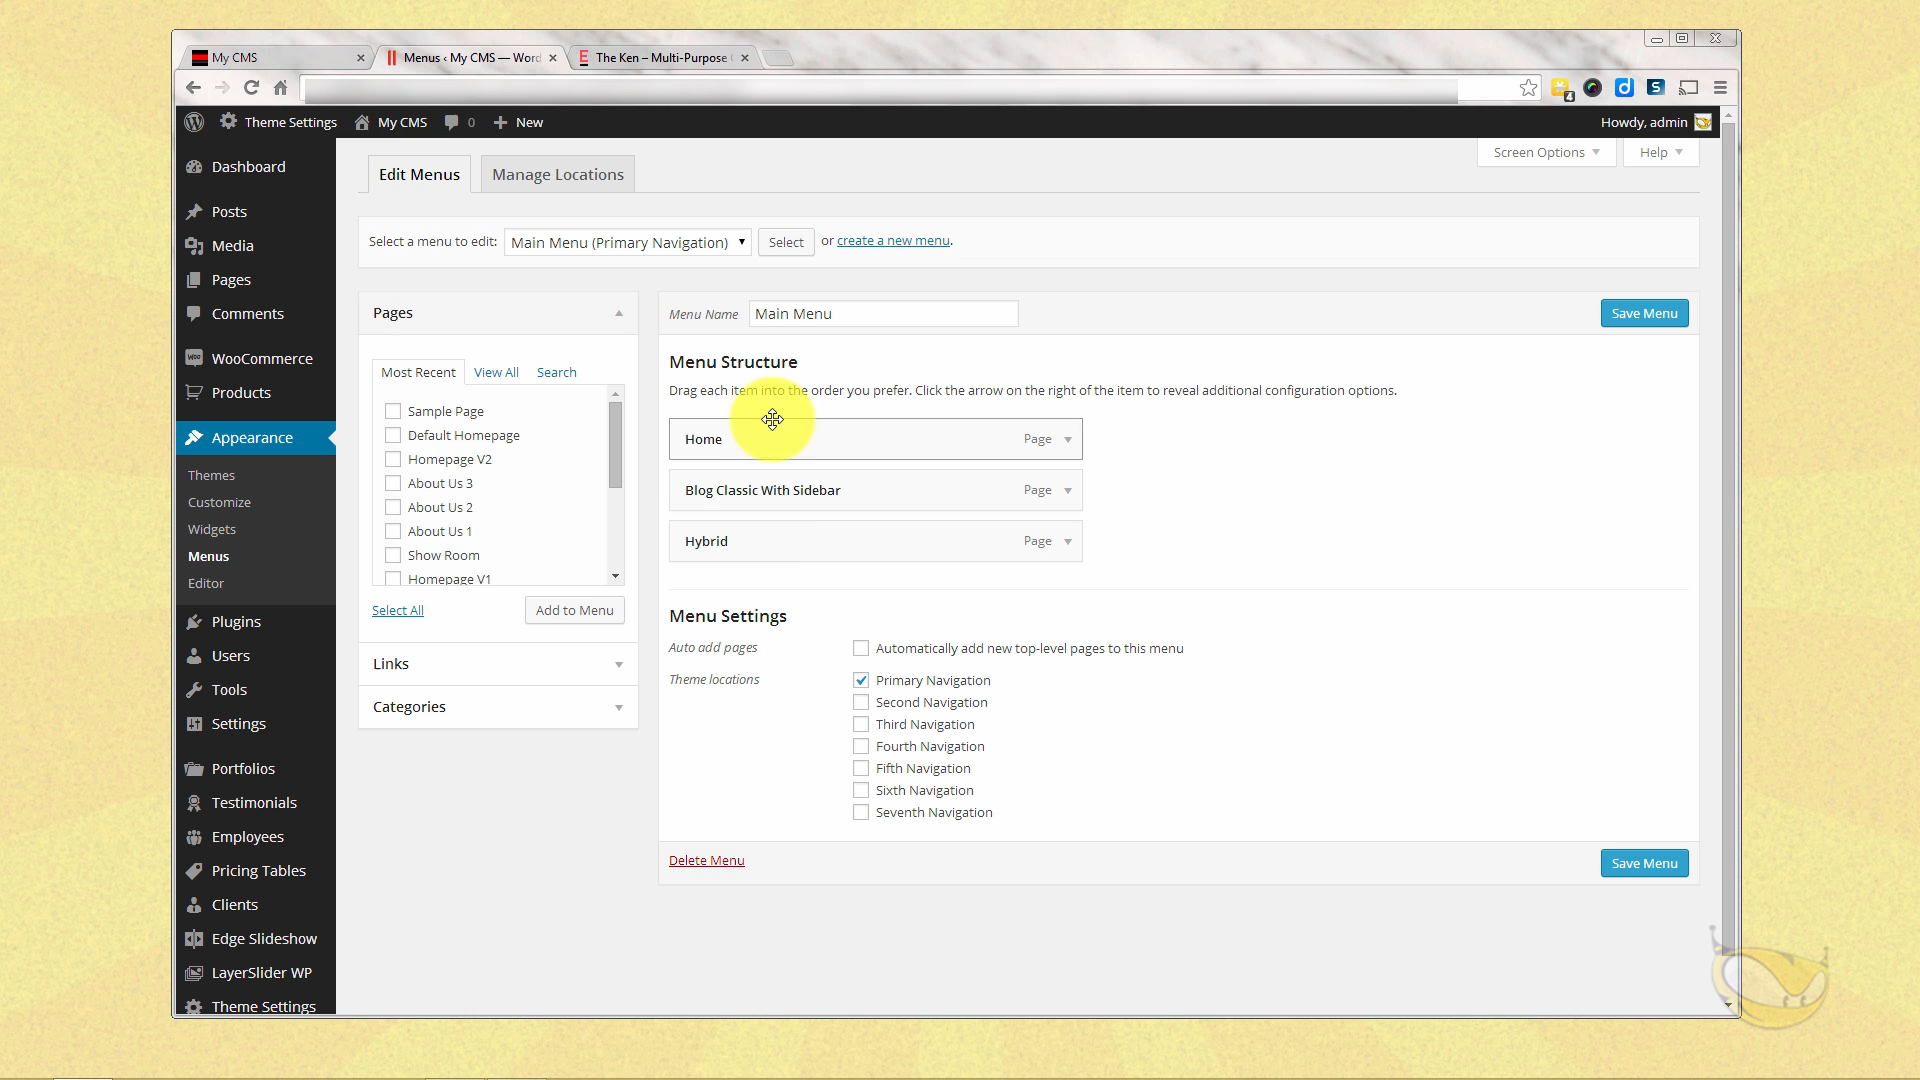 My CMS
Menus ‹ My CMS — Word
The Ken – Multi-Purpose
4
Theme Settings
My CMS
0
New
Howdy, admin
Screen Options
Help
Dashboard
Posts
Media
Pages
Comments
WooCommerce
Products
Appearance
Themes
Customize
Widgets
Menus
Editor
Plugins
Users
Tools
Settings
Portfolios
Testimonials
Employees
Pricing Tables
Clients
Edge Slideshow
LayerSlider WP
Theme Settings
Edit Menus
Manage Locations
Select a menu to edit: Main Menu (Primary Navigation) Select or create a new menu.
Pages
Most Recent View All Search
Sample Page
Default Homepage
Homepage V2
About Us 3
About Us 2
About Us 1
Show Room
Homepage V1
Select All
Add to Menu
Links
Categories
Menu Name Main Menu
Save Menu
Menu Structure
Drag each item into the order you prefer. Click the arrow on the right of the item to reveal additional configuration options.
Home Page
Blog Classic With Sidebar Page
Hybrid Page
Menu Settings
Auto add pages Automatically add new top-level pages to this menu
Theme locations Primary Navigation
Second Navigation
Third Navigation
Fourth Navigation
Fifth Navigation
Sixth Navigation
Seventh Navigation
Delete Menu
Save Menu